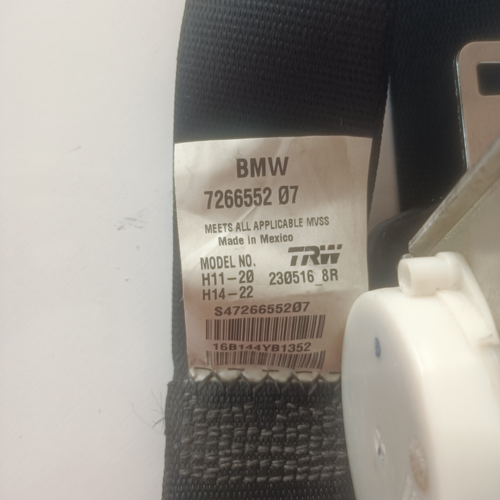 BMW
7266552 07
MEETS ALL APPLICABLE MVSS
Made in Mexico
MODEL NO. TRW
H11-20 230516_8R
H14-22
S4726655207
16B144YB1352